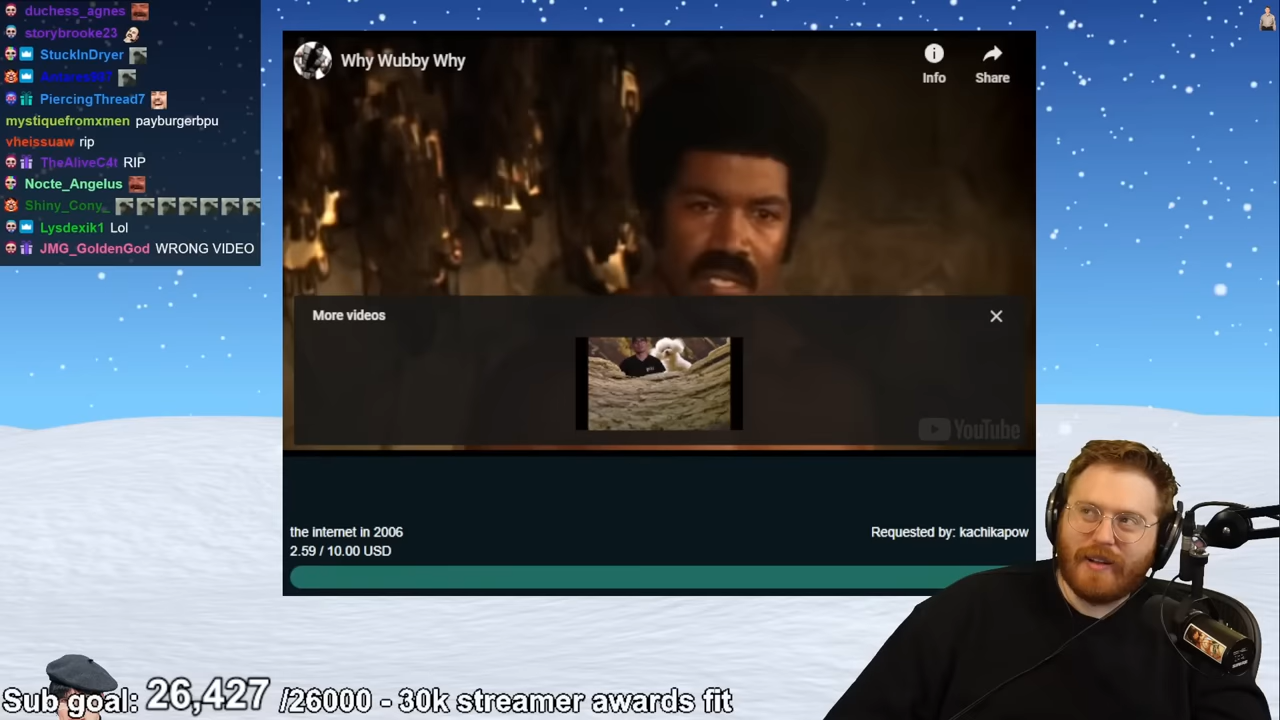 duchess_agnes
storybrooke23
StuckInDryer
PiercingThread7
mystiquefromxmen payburgerbpu
vheissuaw rip
TheAliveC4t RIP
Nocte_Angelus
Shiny_Cony_
Lysdexik1 Lol
JMG_GoldenGod WRONG VIDEO
Why Wubby Why
Info
Share
More videos
YouTube
the internet in 2006
Requested by: kachikapow
2.59 / 10.00 USD
Sub goal: 26,427 /26000 - 30k streamer awards fit